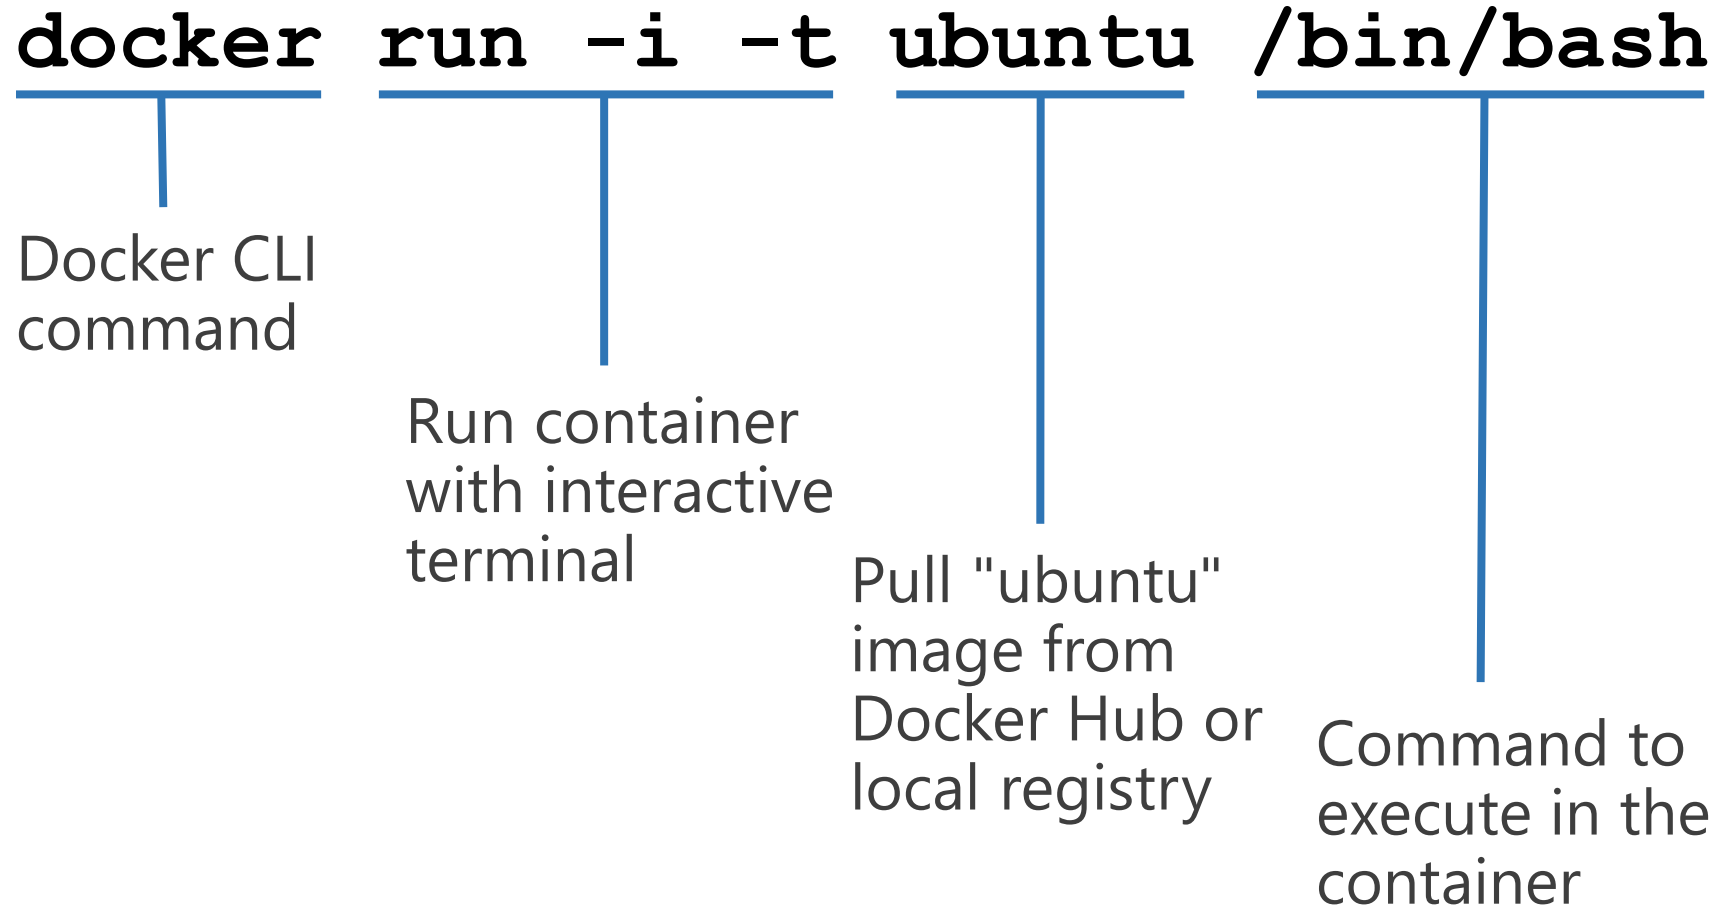 docker run -i -t ubuntu /bin/bash
Docker CLI
command
Run container
with interactive
terminal
Pull "ubuntu"
image from
Docker Hub or
local registry
Command to
execute in the
container